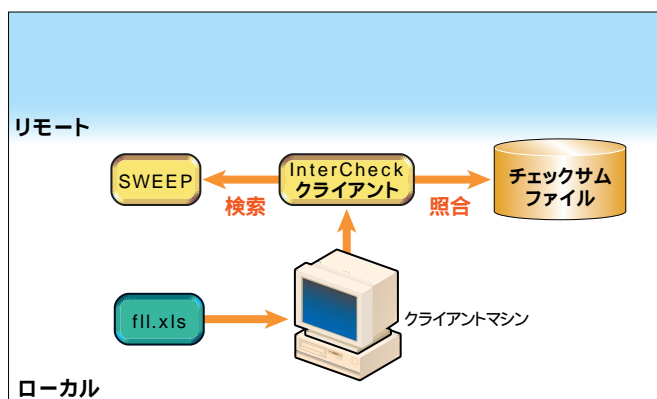 リモート
SWEEP
InterCheck
クライアント
チェックサム
ファイル
検索
照合
fll.xls
クライアントマシン
ローカル